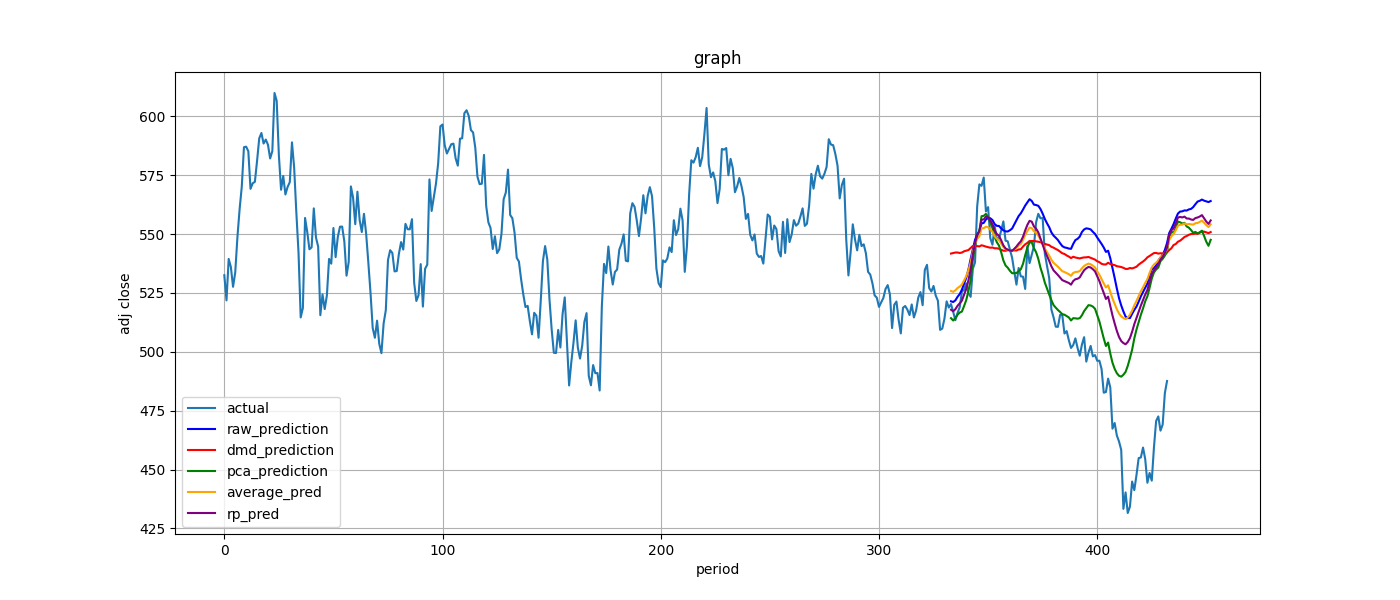 graph
adj close
600
575
550
525
500
475
450
425
actual
raw_prediction
dmd_prediction
pca_prediction
average_pred
rp_pred
0
100
200
300
400
period